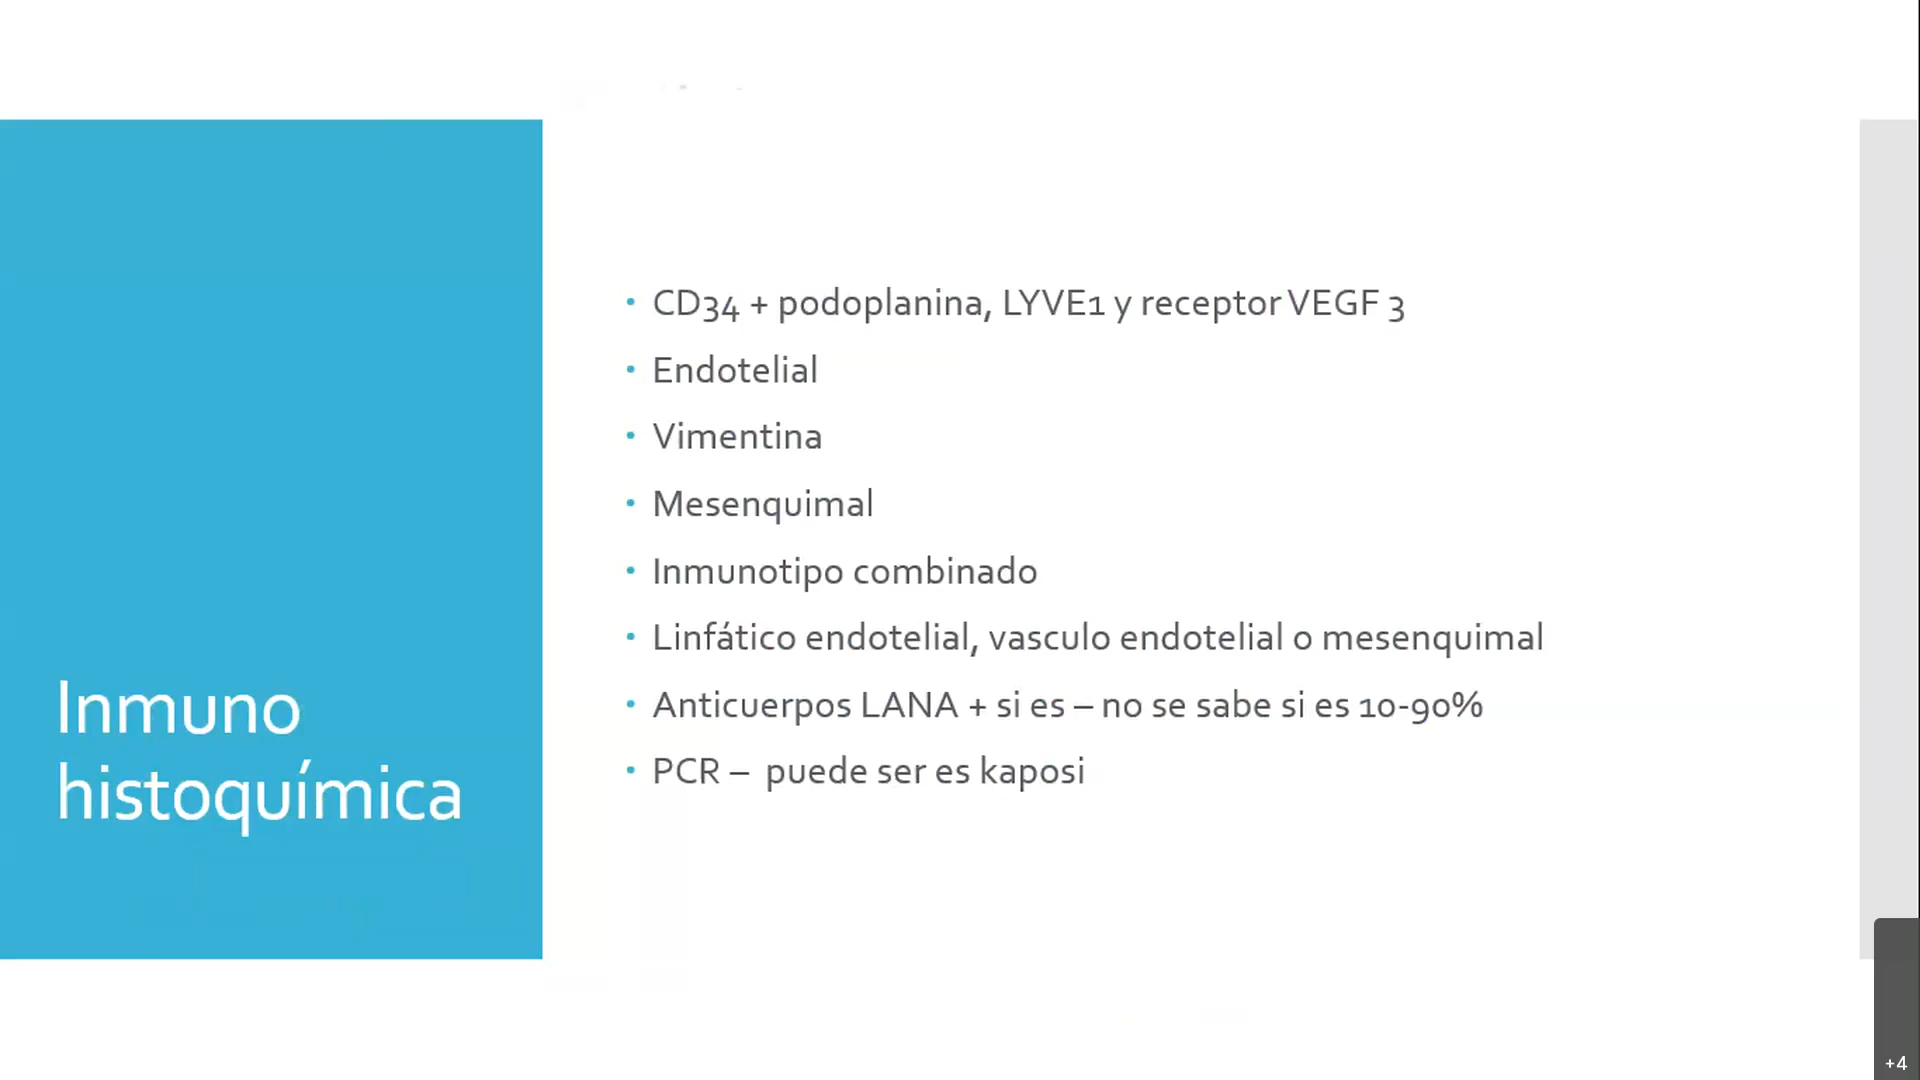 Inmuno
histoquímica
CD34 + podoplanina, LYVE1 y receptor VEGF 3
Endotelial
Vimentina
Mesenquimal
Inmunotipo combinado
Linfático endotelial, vasculo endotelial o mesenquimal
Anticuerpos LANA + si es – no se sabe si es 10-90%
PCR – puede ser es kaposi
+4